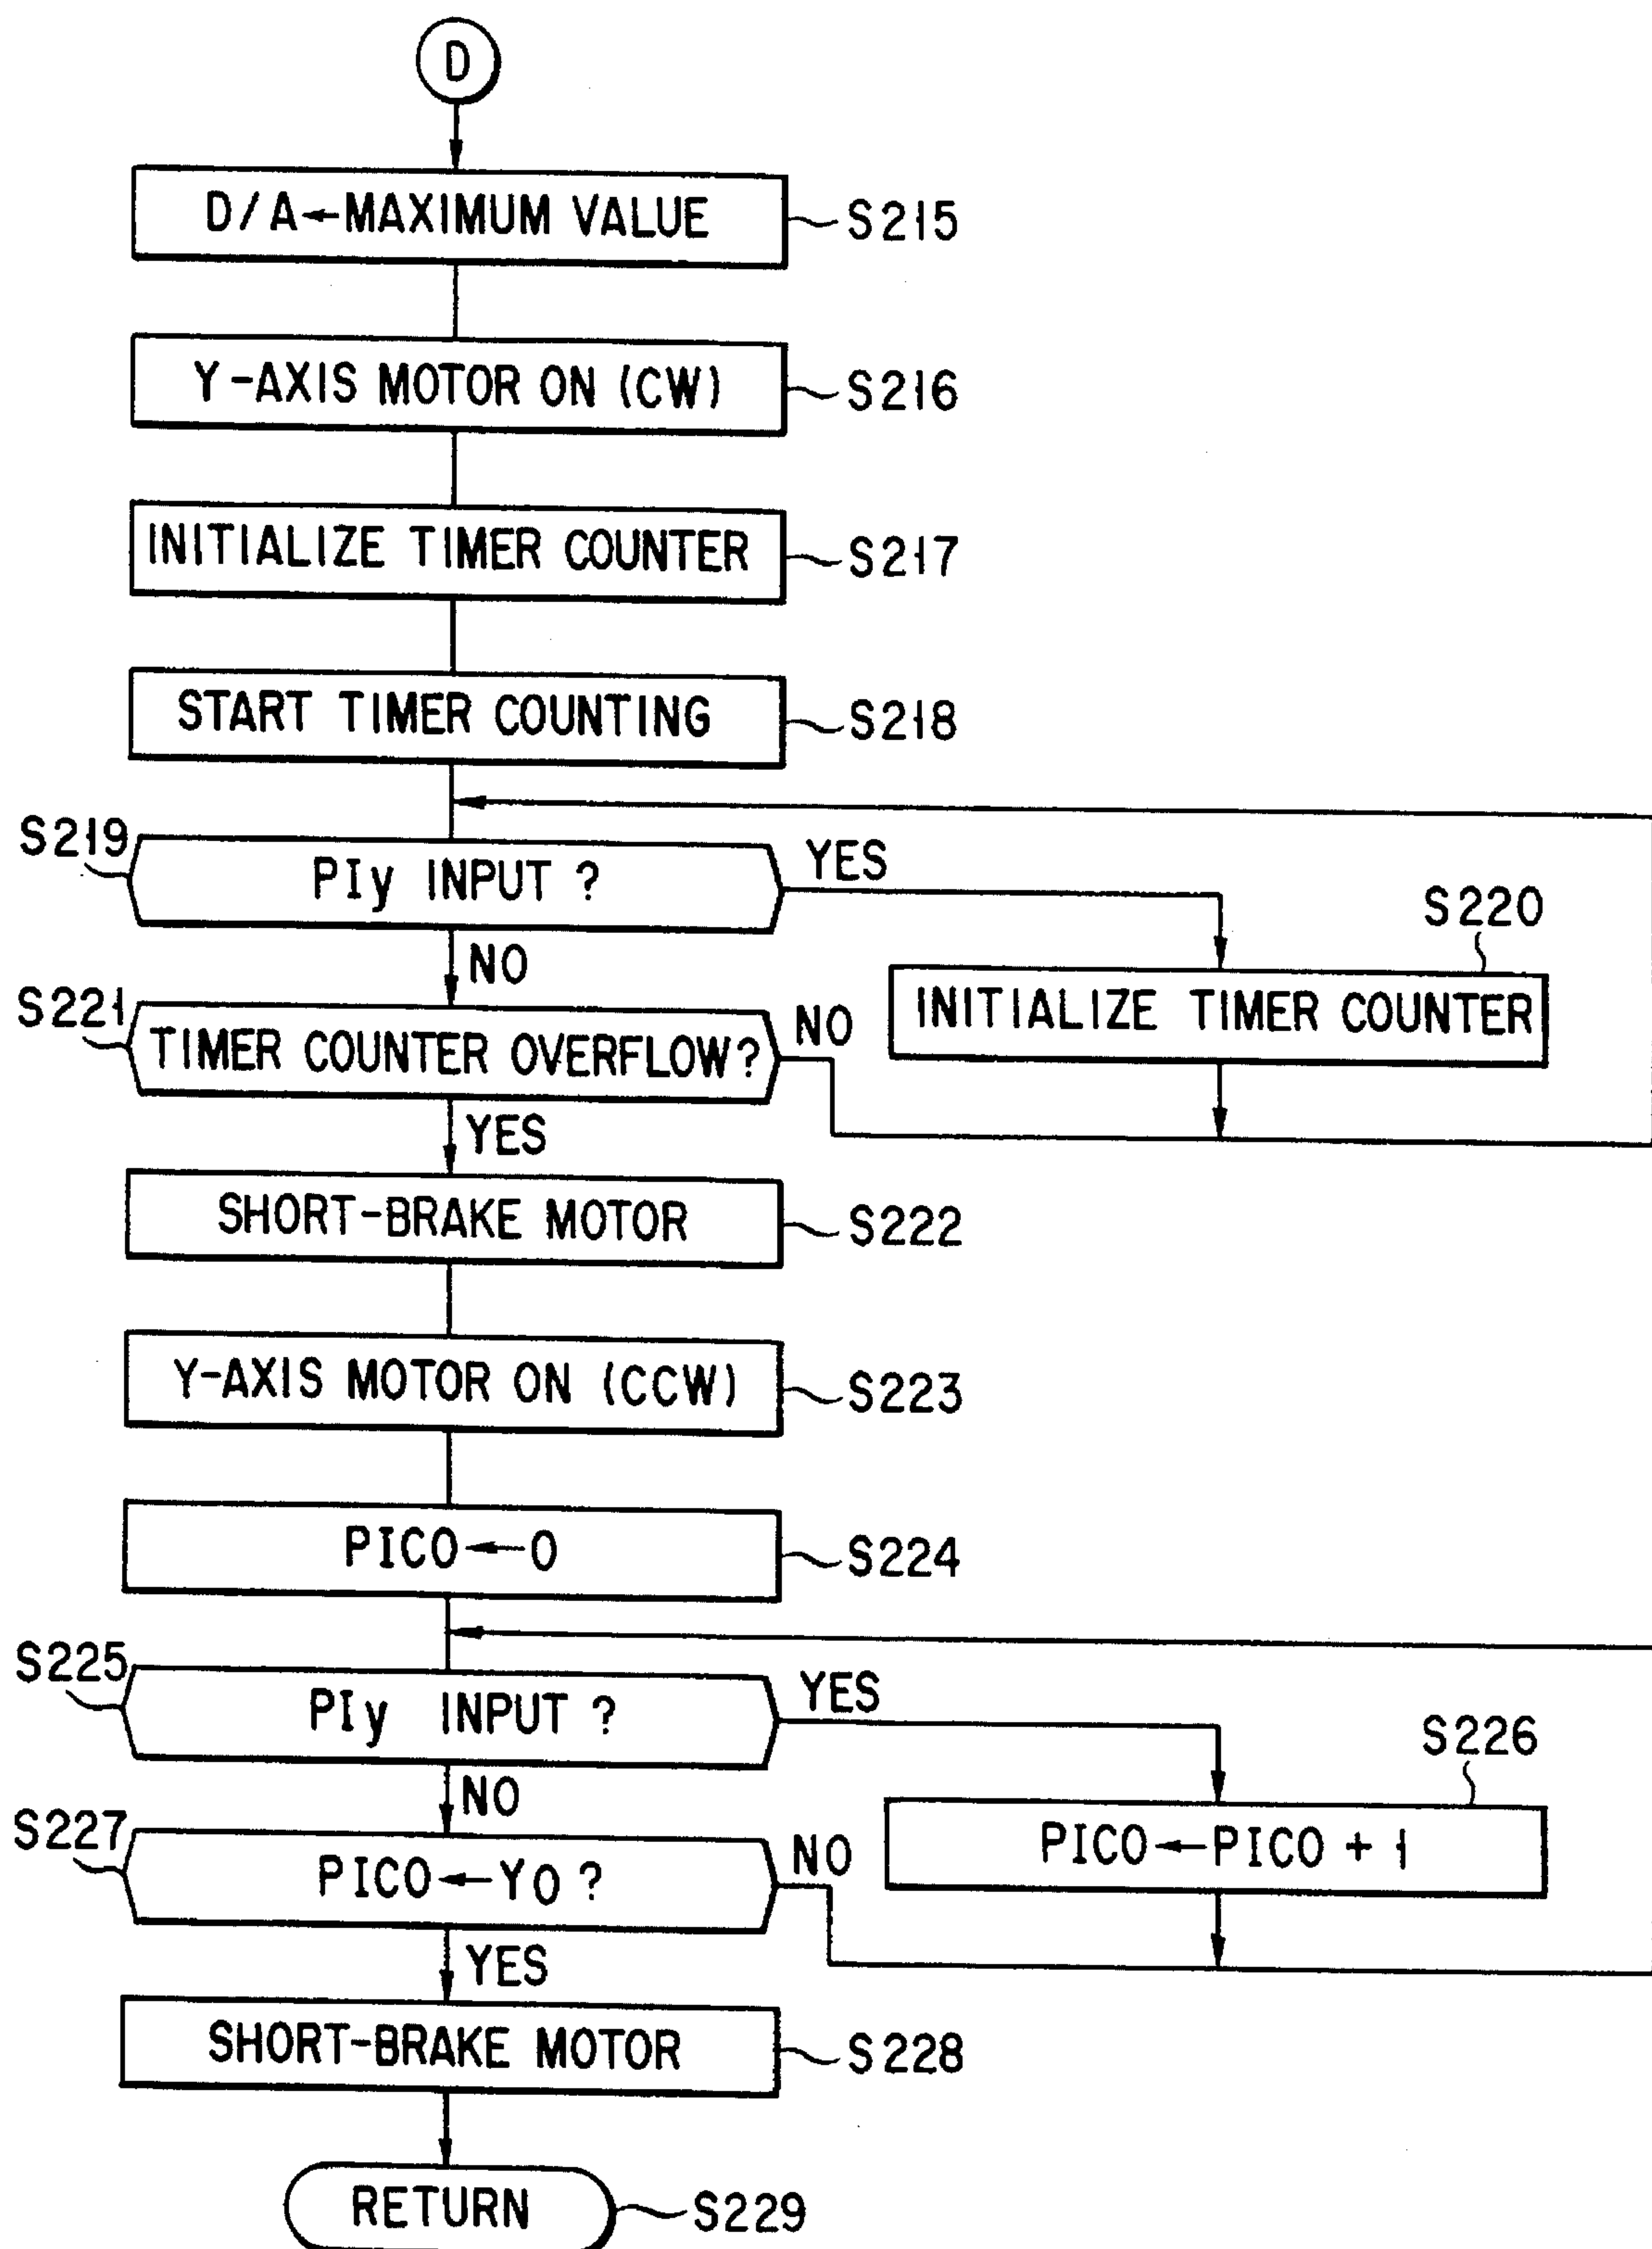 D
D/A←MAXIMUM VALUE
S215
Y-AXIS MOTOR ON (CW)
S216
INITIALIZE TIMER COUNTER
S217
START TIMER COUNTING
S218
S219
PIy INPUT ?
YES
NO
S220
INITIALIZE TIMER COUNTER
S221
TIMER COUNTER OVERFLOW?
NO
YES
SHORT-BRAKE MOTOR
S222
Y-AXIS MOTOR ON (CCW)
S223
PICO←0
S224
S225
PIy INPUT ?
YES
NO
S226
PICO←PICO + 1
S227
PICO←Y0 ?
NO
YES
SHORT-BRAKE MOTOR
S228
RETURN
S229